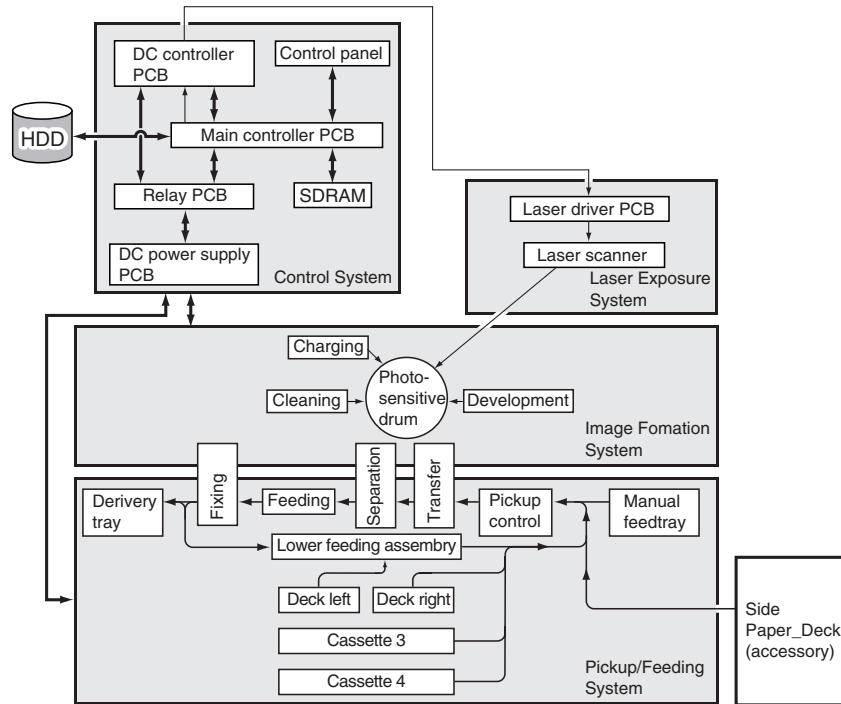 DC controller
PCB
Control panel
HDD
Main controller PCB
Relay PCB
SDRAM
DC power supply
PCB
Control System
Laser driver PCB
Laser scanner
Laser Exposure
System
Charging
Photo-
sensitive
drum
Cleaning
Development
Image Fomation
System
Fixing
Separation
Transfer
Derivery
tray
Feeding
Pickup
control
Manual
feedtray
Lower feeding assembry
Deck left
Deck right
Cassette 3
Cassette 4
Pickup/Feeding
System
Side
Paper_Deck
(accessory)